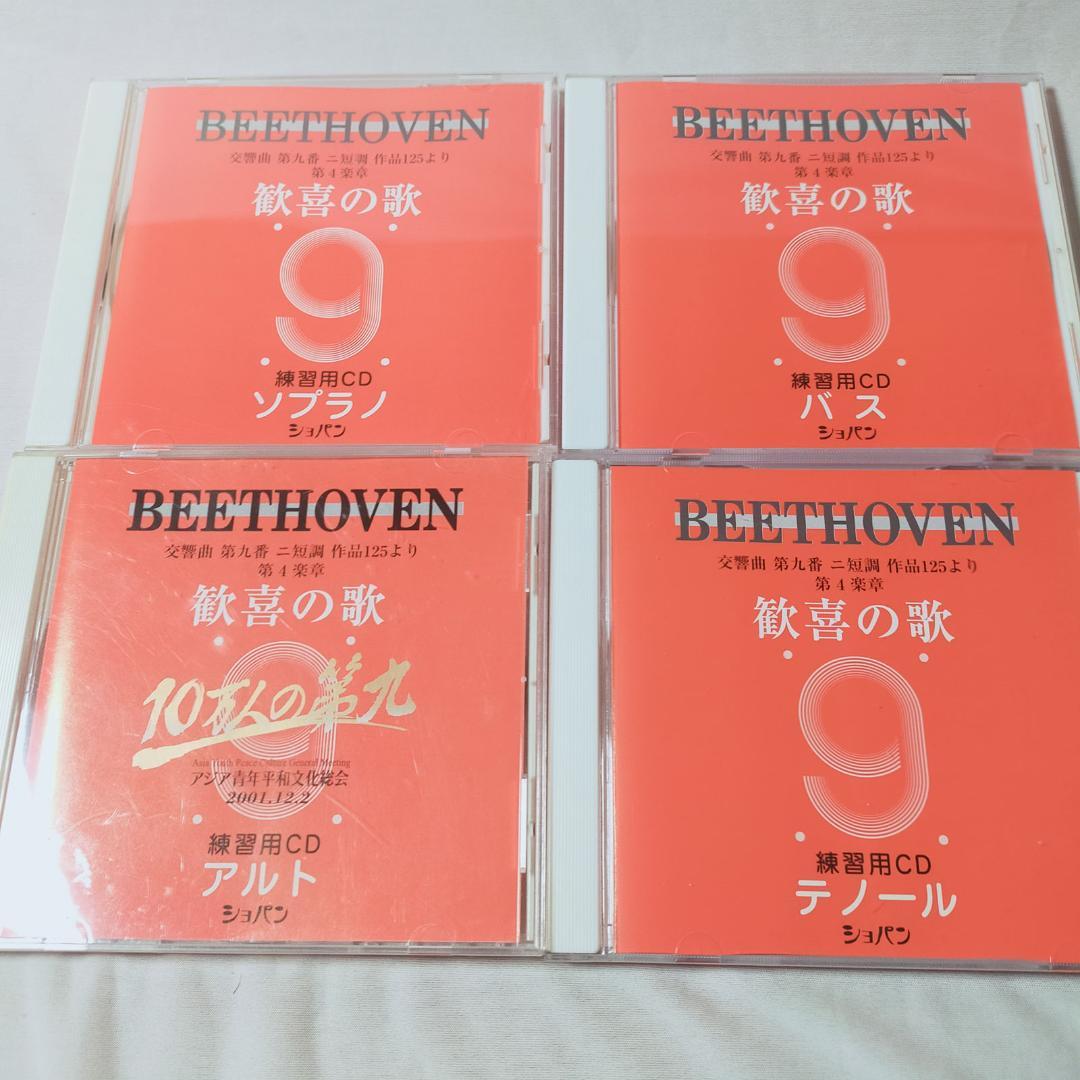 BEETHOVEN
交響曲 第九番 ニ短調 作品125より
第4楽章
歓喜の歌
9
練習用CD
ソプラノ
ショパン
BEETHOVEN
交響曲 第九番 ニ短調 作品125より
第4楽章
歓喜の歌
9
練習用CD
バス
ショパン
BEETHOVEN
交響曲 第九番 ニ短調 作品125より
第4楽章
歓喜の歌
9
10万人の第九
Asia Youth Peace Culture General Meeting
アジア青年平和文化総会
2001.12.2
練習用CD
アルト
ショパン
BEETHOVEN
交響曲 第九番 ニ短調 作品125より
第4楽章
歓喜の歌
9
練習用CD
テノール
ショパン